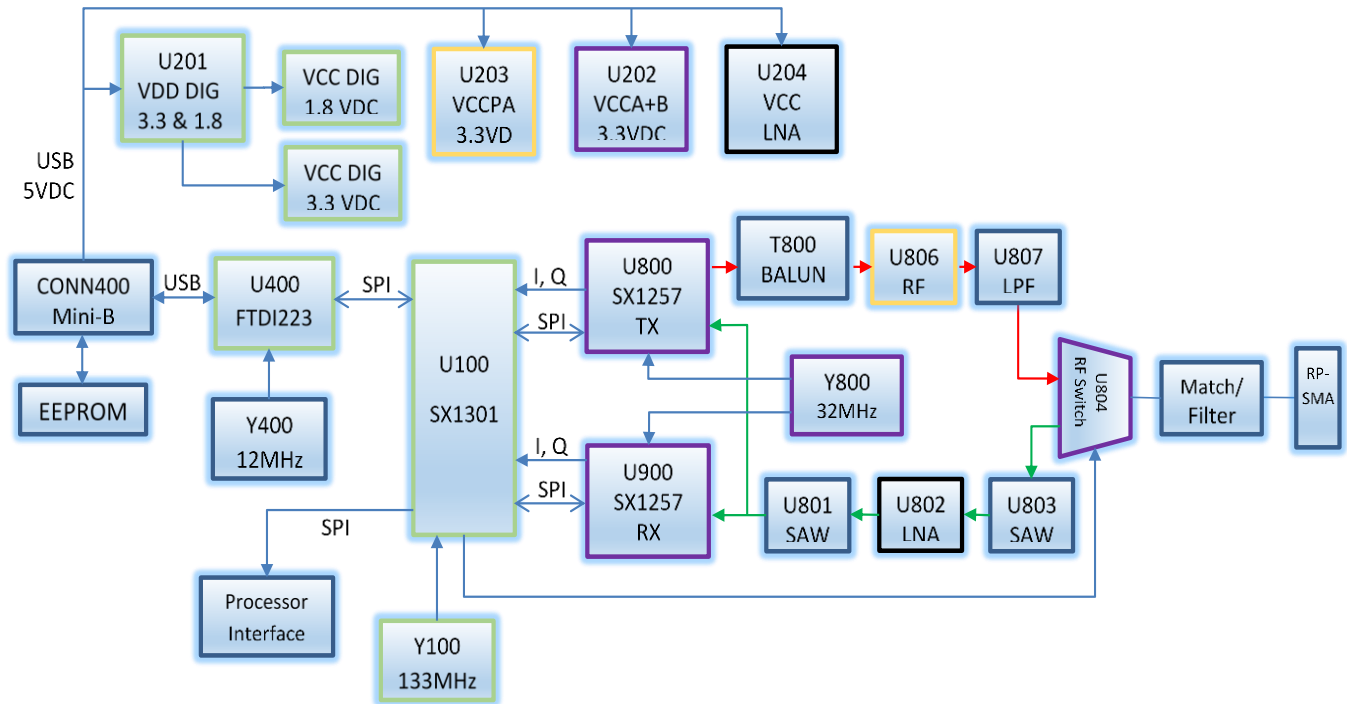 U201
VDD DIG
3.3 & 1.8
VCC DIG
1.8 VDC
VCC DIG
3.3 VDC
U203
VCCPA
3.3VD
U202
VCCA+B
3.3VDC
U204
VCC
LNA
USB
5VDC
CONN400
Mini-B
USB
U400
FTDI223
SPI
EEPROM
Y400
12MHz
U100
SX1301
I, Q
SPI
U800
SX1257
TX
T800
BALUN
U806
RF
U807
LPF
Y800
32MHz
U804
RF Switch
Match/
Filter
RP-
SMA
I, Q
SPI
U900
SX1257
RX
U801
SAW
U802
LNA
U803
SAW
SPI
Processor
Interface
Y100
133MHz